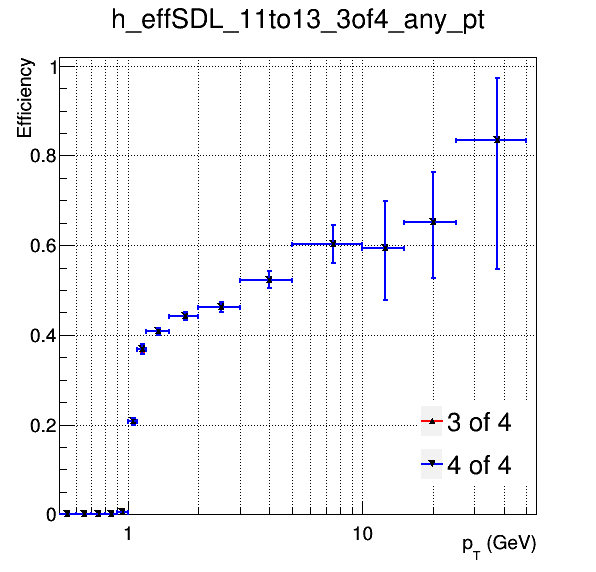 h_effSDL_11to13_3of4_any_pt
Efficiency
1
0.8
0.6
0.4
0.2
0
3 of 4
4 of 4
1
10
pT (GeV)